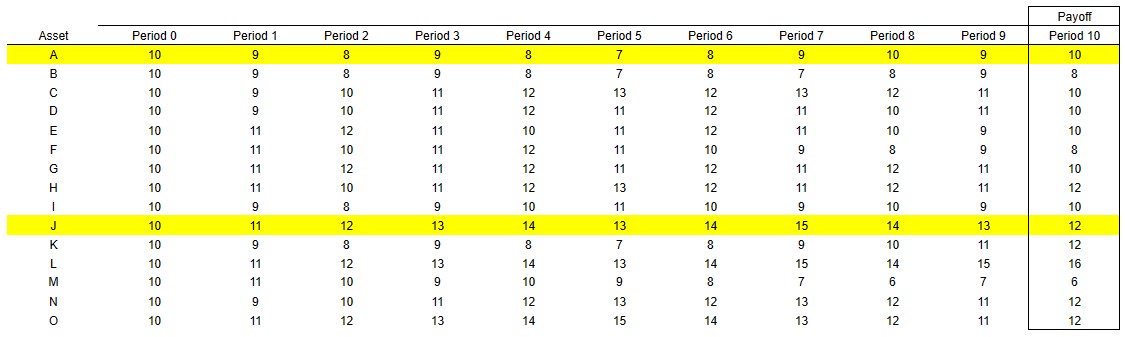 Payoff
Asset Period 0 Period 1 Period 2 Period 3 Period 4 Period 5 Period 6 Period 7 Period 8 Period 9 Period 10
A 10 9 8 9 8 7 8 9 10 9 10
B 10 9 8 9 8 7 8 7 8 9 8
C 10 9 10 11 12 13 12 13 12 11 10
D 10 9 10 11 12 11 12 11 10 11 10
E 10 11 12 11 10 11 12 11 10 9 10
F 10 11 10 11 12 11 10 9 8 9 8
G 10 11 12 11 12 11 12 11 12 11 10
H 10 11 10 11 12 13 12 11 12 11 12
I 10 9 8 9 10 11 10 9 10 9 10
J 10 11 12 13 14 13 14 15 14 13 12
K 10 9 8 9 8 7 8 9 10 11 12
L 10 11 12 13 14 13 14 15 14 15 16
M 10 11 10 9 10 9 8 7 6 7 6
N 10 9 10 11 12 13 12 13 12 11 12
O 10 11 12 13 14 15 14 13 12 11 12